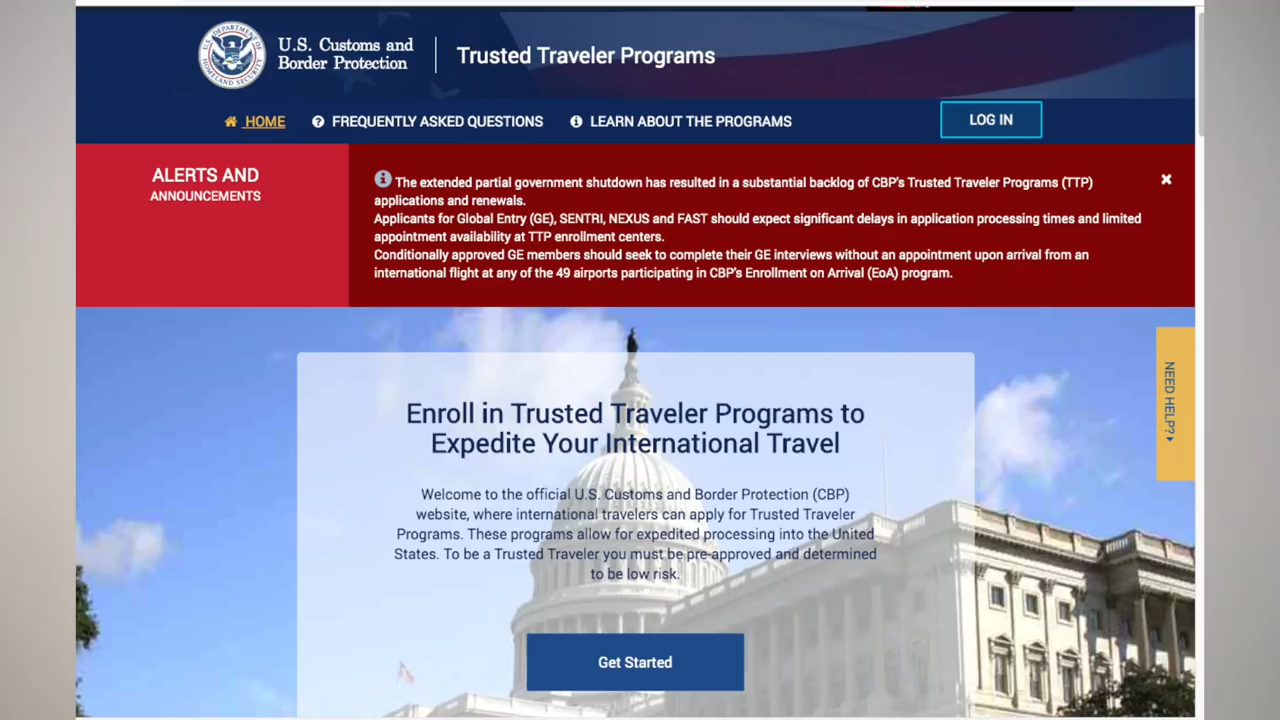 U.S. Customs and
Border Protection
Trusted Traveler Programs
HOME
FREQUENTLY ASKED QUESTIONS
LEARN ABOUT THE PROGRAMS
LOG IN
ALERTS AND
ANNOUNCEMENTS
The extended partial government shutdown has resulted in a substantial backlog of CBP's Trusted Traveler Programs (TTP)
applications and renewals.
Applicants for Global Entry (GE), SENTRI, NEXUS and FAST should expect significant delays in application processing times and limited
appointment availability at TTP enrollment centers.
Conditionally approved GE members should seek to complete their GE interviews without an appointment upon arrival from an
international flight at any of the 49 airports participating in CBP's Enrollment on Arrival (EoA) program.
NEED HELP?
Enroll in Trusted Traveler Programs to
Expedite Your International Travel
Welcome to the official U.S. Customs and Border Protection (CBP)
website, where international travelers can apply for Trusted Traveler
Programs. These programs allow for expedited processing into the United
States. To be a Trusted Traveler you must be pre-approved and determined
to be low risk.
Get Started